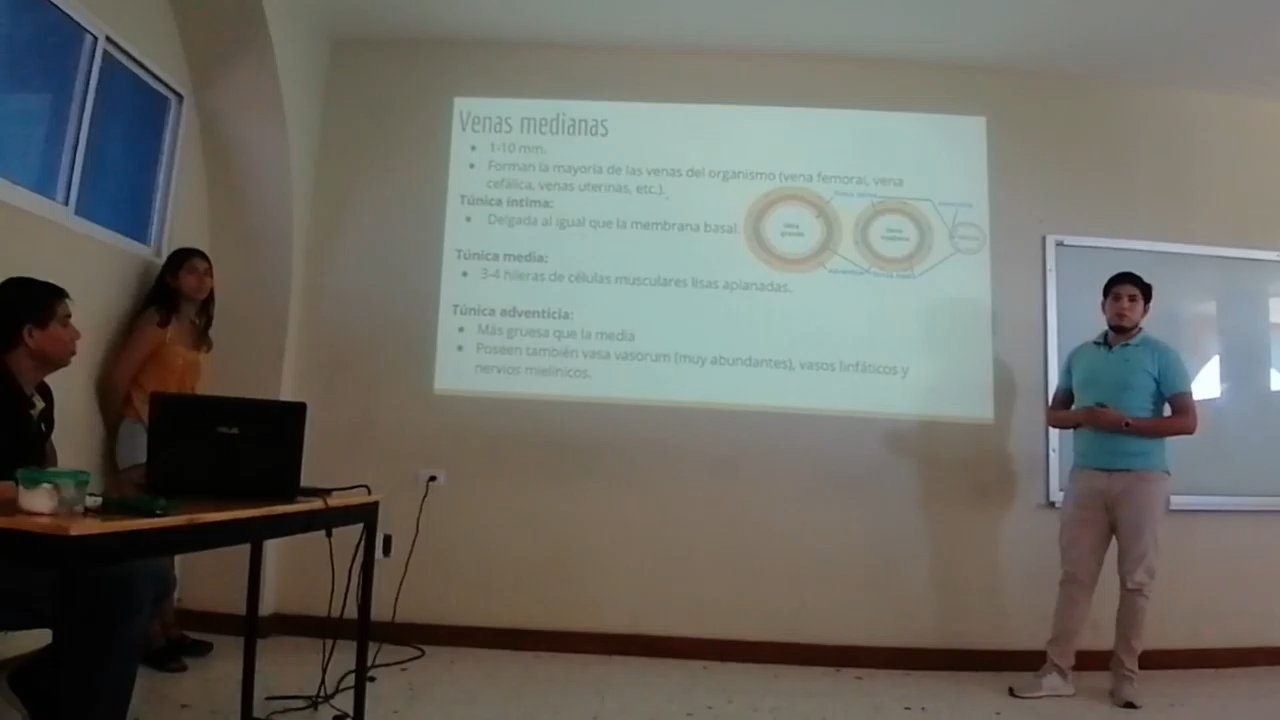 Venas medianas
• 1-10 mm.
• Forman la mayoría de las venas del organismo (vena femoral, vena
cefálica, venas uterinas, etc.).
Túnica íntima:
• Delgada al igual que la membrana basal.
Túnica media:
• 3-4 hileras de células musculares lisas aplanadas.
Túnica adventicia:
• Más gruesa que la media
• Poseen también vasa vasorum (muy abundantes), vasos linfáticos y
nervios mielínicos.
ASUS